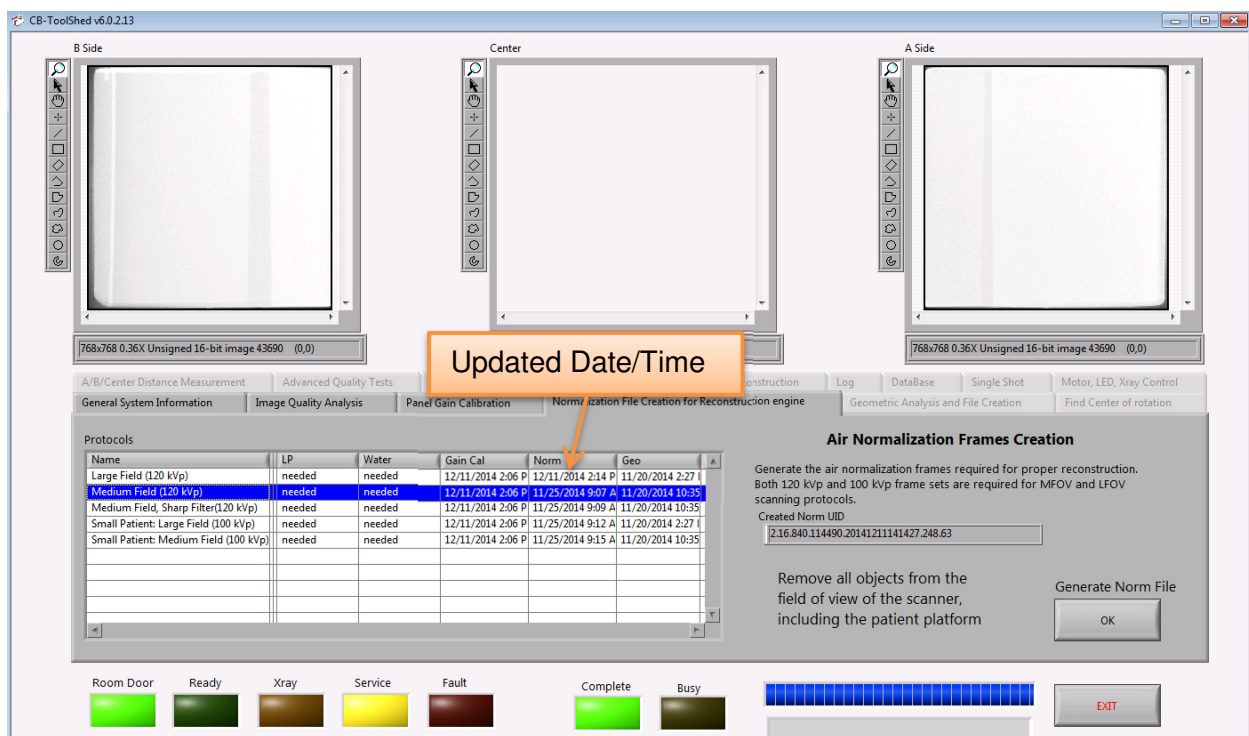 CB-ToolShed v6.0.2.13
B Side
Center
A Side
768x768 0.36X Unsigned 16-bit image 43690 (0,0)
768x768 0.36X Unsigned 16-bit image 43690 (0,0)
Updated Date/Time
A/B/Center Distance Measurement
Advanced Quality Tests
Log
DataBase
Single Shot
Motor, LED, Xray Control
General System Information
Image Quality Analysis
Panel Gain Calibration
Normalization File Creation for Reconstruction engine
Geometric Analysis and File Creation
Find Center of rotation
Protocols
Name LP Water Gain Cal Norm Geo
Large Field (120 kVp) needed needed 12/11/2014 2:06 P 12/11/2014 2:14 P 11/20/2014 2:27
Medium Field (120 kVp) needed needed 12/11/2014 2:06 P 11/25/2014 9:07 A 11/20/2014 10:35
Medium Field, Sharp Filter(120 kVp) needed needed 12/11/2014 2:06 P 11/25/2014 9:09 A 11/20/2014 10:35
Small Patient: Large Field (100 kVp) needed needed 12/11/2014 2:06 P 11/25/2014 9:12 A 11/20/2014 2:27
Small Patient: Medium Field (100 kVp) needed needed 12/11/2014 2:06 P 11/25/2014 9:15 A 11/20/2014 10:35
Air Normalization Frames Creation
Generate the air normalization frames required for proper reconstruction.
Both 120 kVp and 100 kVp frame sets are required for MFOV and LFOV
scanning protocols.
Created Norm UID
2.16.840.114490.20141211141427.248.63
Remove all objects from the
field of view of the scanner,
including the patient platform
Generate Norm File
OK
Room Door
Ready
Xray
Service
Fault
Complete
Busy
EXIT